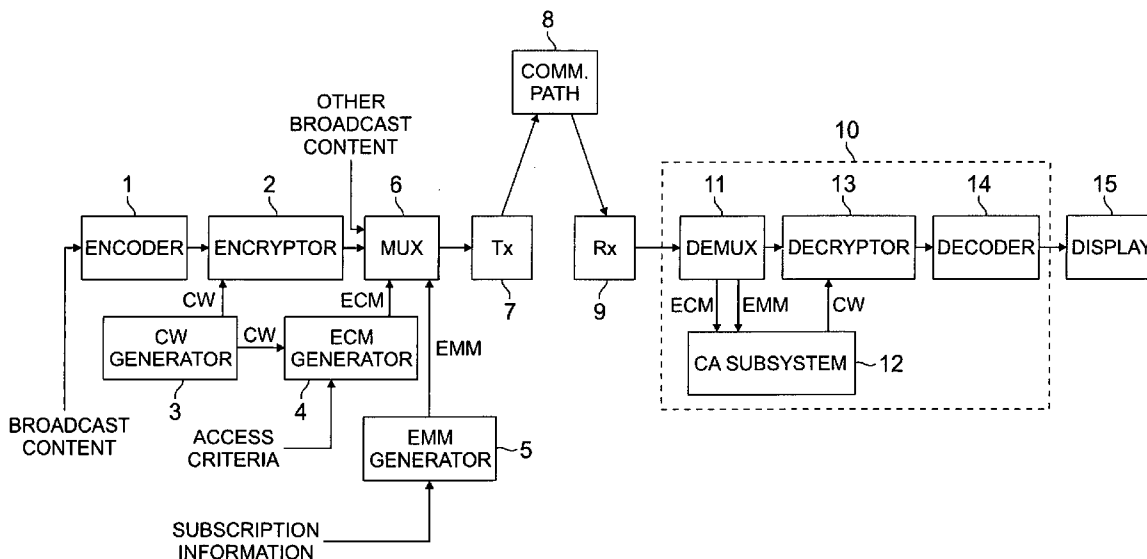 8
COMM.
PATH
OTHER
BROADCAST
CONTENT
10
1
2
6
11
13
14
15
ENCODER
ENCRYPTOR
MUX
Tx
Rx
DEMUX
DECRYPTOR
DECODER
DISPLAY
7
9
CW
ECM
ECM
EMM
CW
CW
GENERATOR
CW
ECM
GENERATOR
EMM
CA SUBSYSTEM
12
3
4
BROADCAST
CONTENT
ACCESS
CRITERIA
EMM
GENERATOR
5
SUBSCRIPTION
INFORMATION